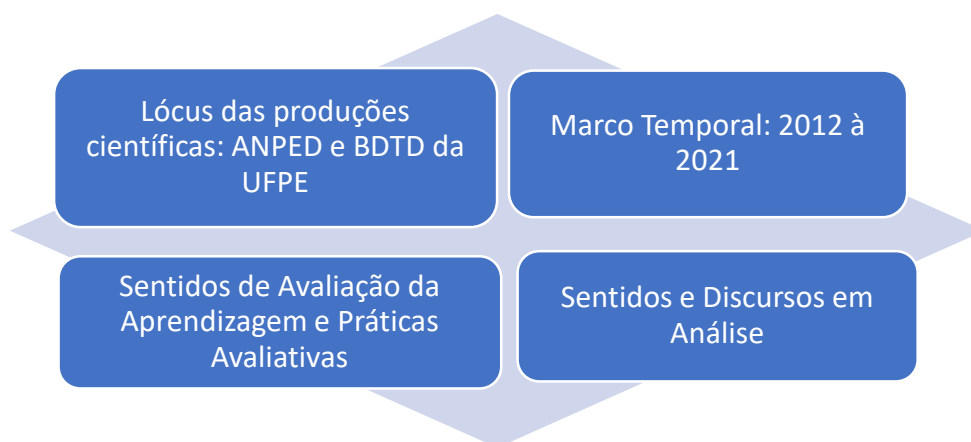 Lócus das produções
científicas: ANPED e BDTD da
UFPE
Marco Temporal: 2012 à
2021
Sentidos de Avaliação da
Aprendizagem e Práticas
Avaliativas
Sentidos e Discursos em
Análise